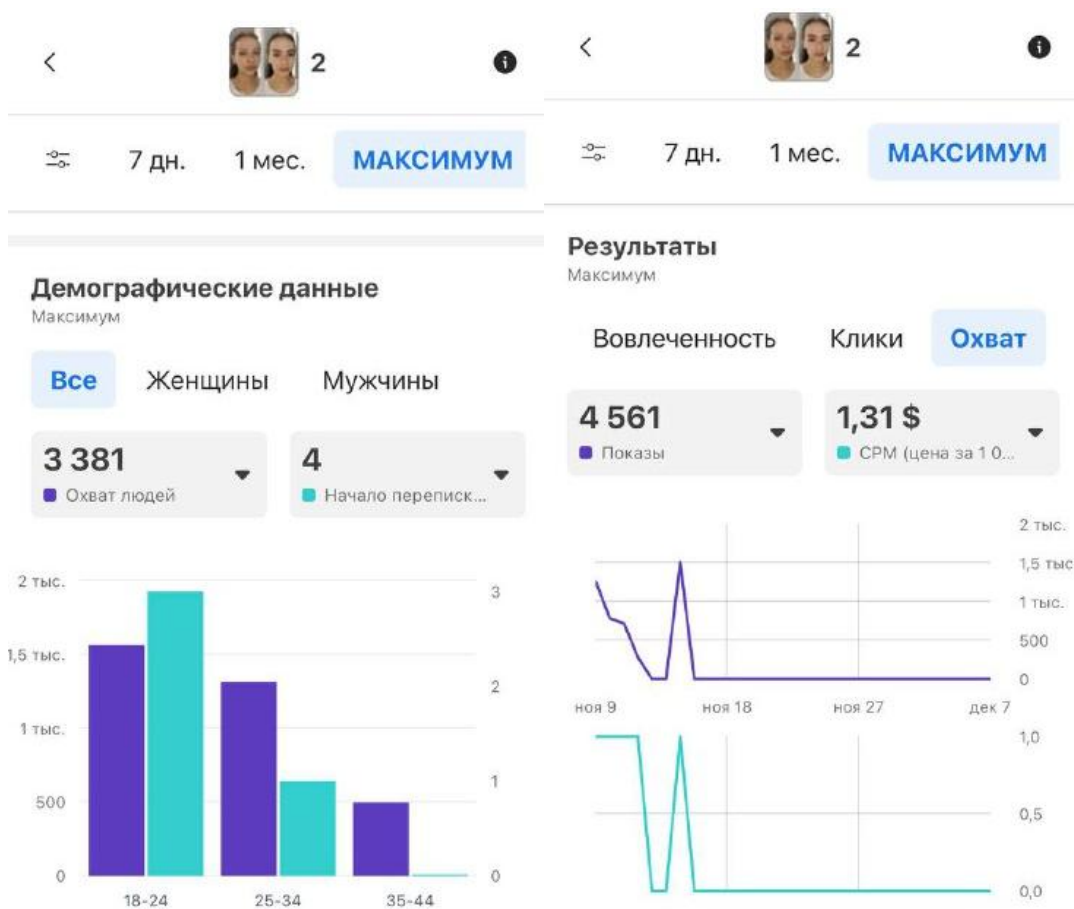 2
7 дн. 1 мес. МАКСИМУМ
Демографические данные
Максимум
Все Женщины Мужчины
3 381 4
Охват людей Начало переписк...
2 тыс.
1,5 тыс.
1 тыс.
500
0
3
2
1
0
18-24 25-34 35-44
2
7 дн. 1 мес. МАКСИМУМ
Результаты
Максимум
Вовлеченность Клики Охват
4 561 1,31 $
Показы CPM (цена за 1 0...
2 тыс.
1,5 тыс
1 тыс.
500
0
ноя 9 ноя 18 ноя 27 дек 7
1,0
0,5
0,0